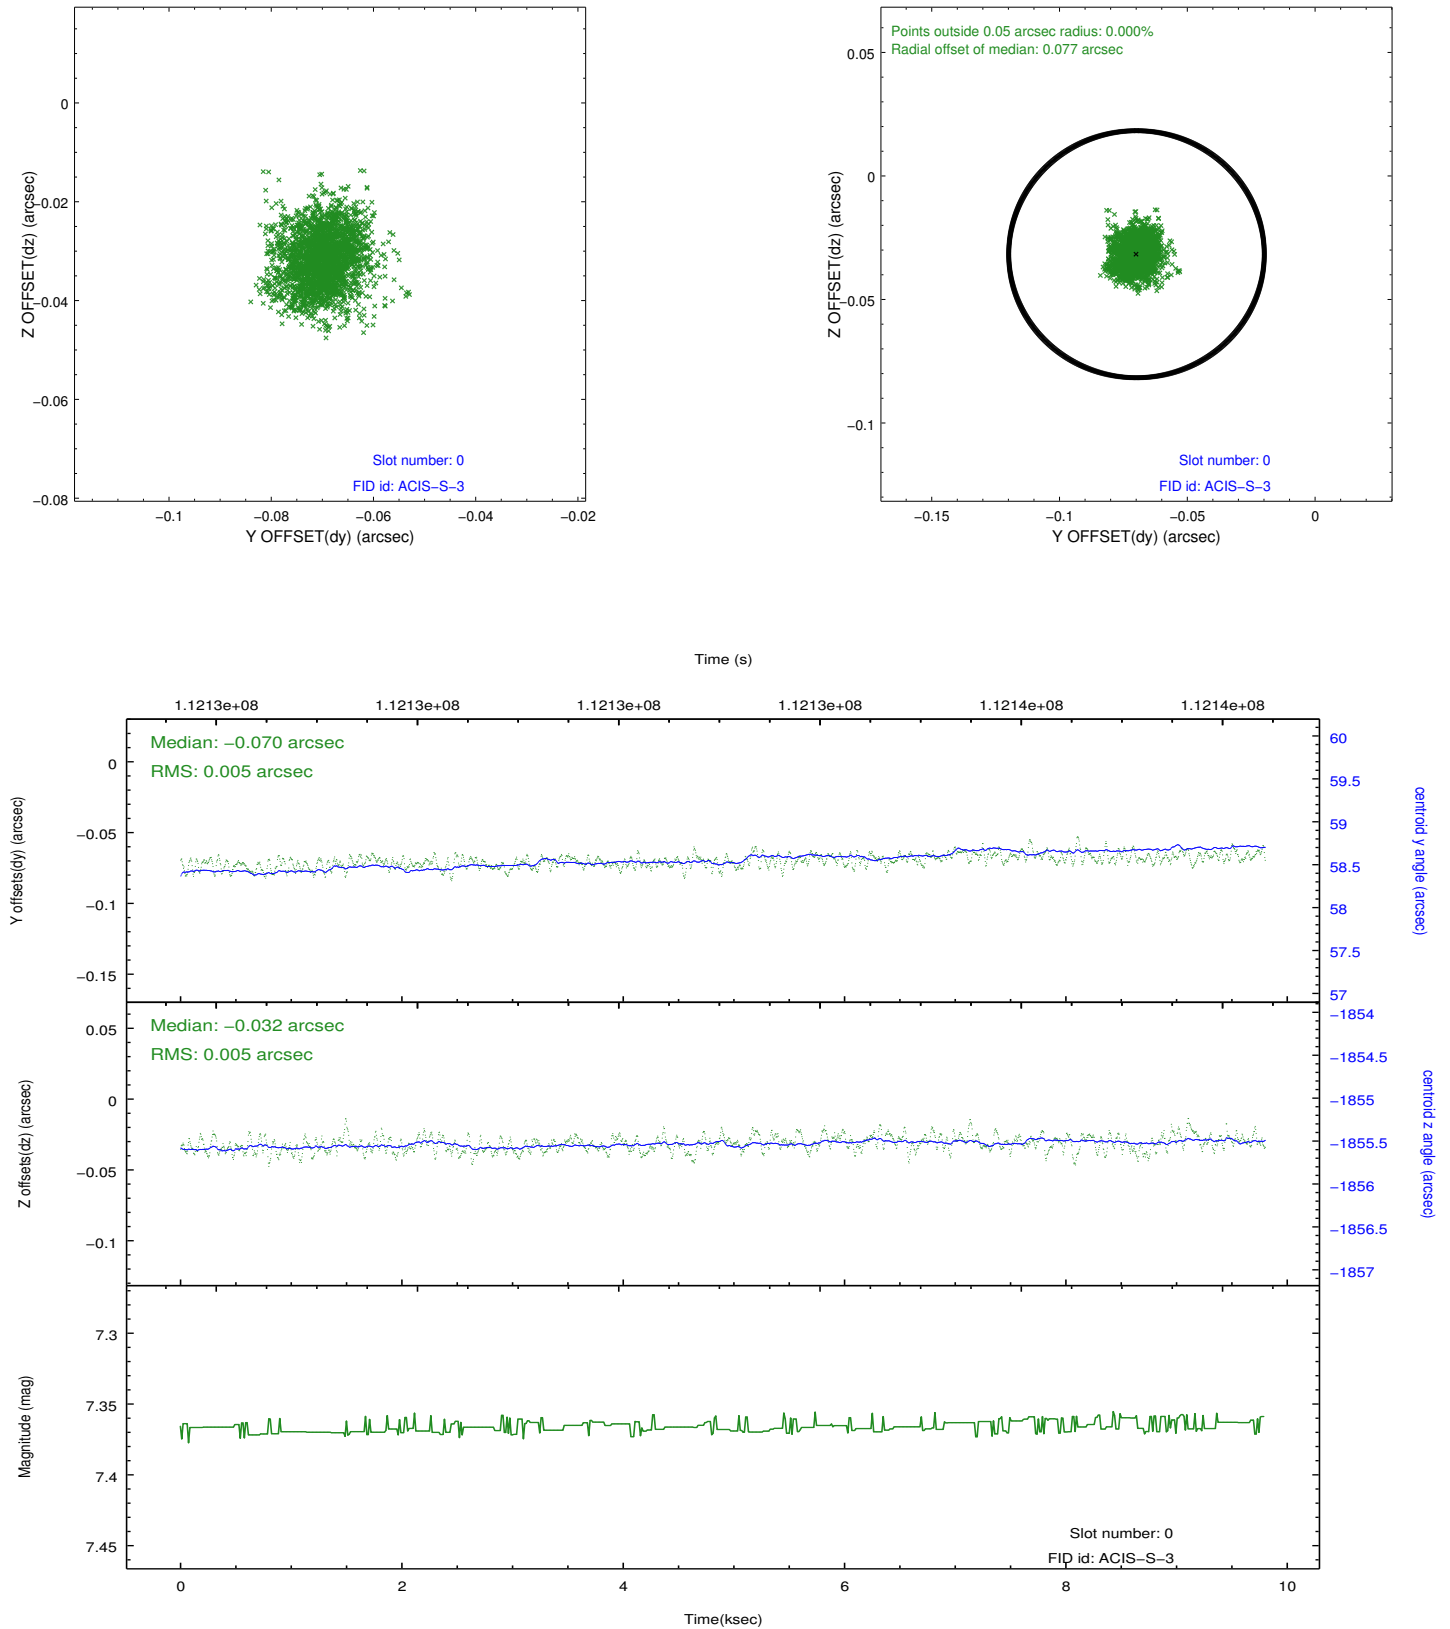 0
−0.02
−0.04
−0.06
−0.08
Z OFFSET(dz) (arcsec)
Slot number: 0
FID id: ACIS−S−3
−0.1 −0.08 −0.06 −0.04 −0.02
Y OFFSET(dy) (arcsec)
Points outside 0.05 arcsec radius: 0.000%
Radial offset of median: 0.077 arcsec
0.05
0
−0.05
−0.1
Z OFFSET(dz) (arcsec)
Slot number: 0
FID id: ACIS−S−3
−0.15 −0.1 −0.05 0
Y OFFSET(dy) (arcsec)
Time (s)
1.1213e+08 1.1213e+08 1.1213e+08 1.1213e+08 1.1214e+08 1.1214e+08
Median: −0.070 arcsec
RMS: 0.005 arcsec
0
−0.05
−0.1
−0.15
Y offsets(dy) (arcsec)
60
59.5
59
58.5
58
57.5
57
centroid y angle (arcsec)
Median: −0.032 arcsec
RMS: 0.005 arcsec
0.05
0
−0.05
−0.1
Z offsets(dz) (arcsec)
−1854
−1854.5
−1855
−1855.5
−1856
−1856.5
−1857
centroid z angle (arcsec)
7.3
7.35
7.4
7.45
Magnitude (mag)
Slot number: 0
FID id: ACIS−S−3
0 2 4 6 8 10
Time(ksec)